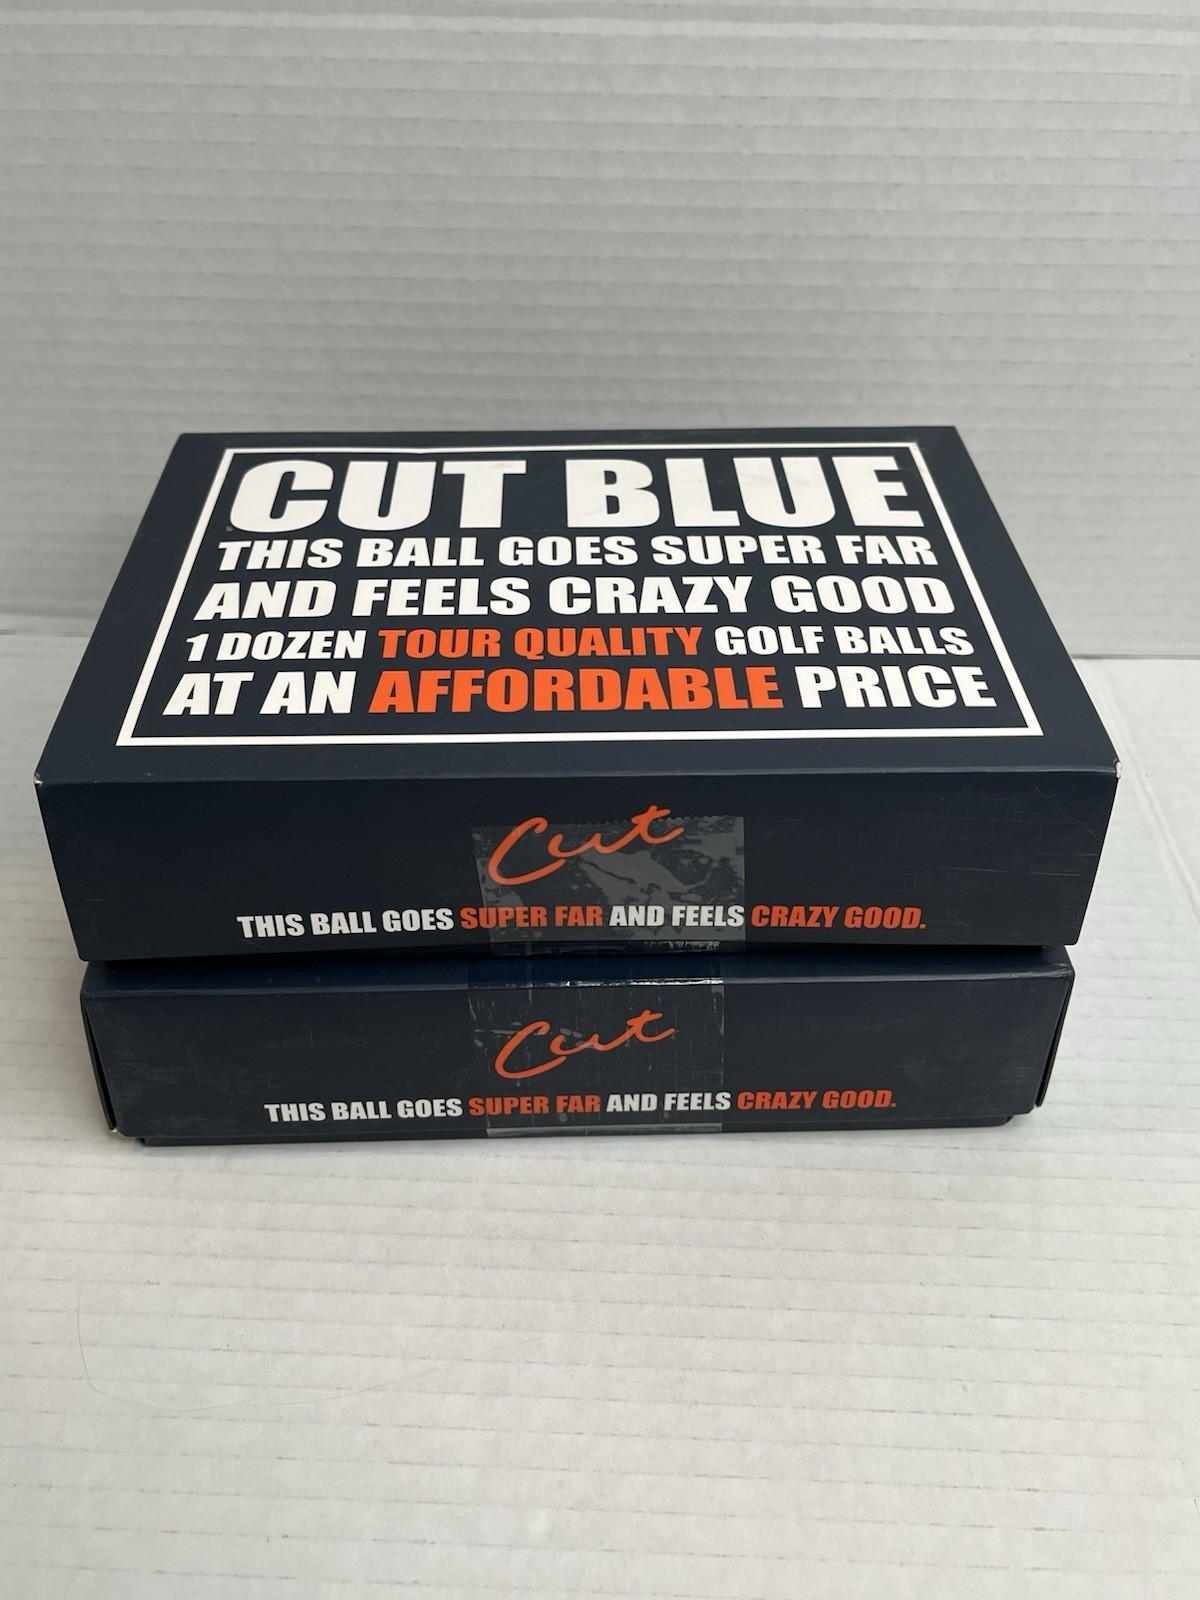 CUT BLUE
THIS BALL GOES SUPER FAR
AND FEELS CRAZY GOOD
1 DOZEN TOUR QUALITY GOLF BALLS
AT AN AFFORDABLE PRICE
Cut
THIS BALL GOES SUPER FAR AND FEELS CRAZY GOOD.
Cut
THIS BALL GOES SUPER FAR AND FEELS CRAZY GOOD.